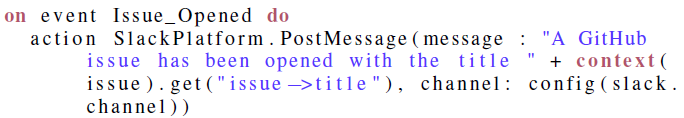 on event Issue_Opened do
action SlackPlatform.PostMessage(message : "A GitHub
issue has been opened with the title " + context(
issue).get("issue->title"), channel: config(slack.
channel))